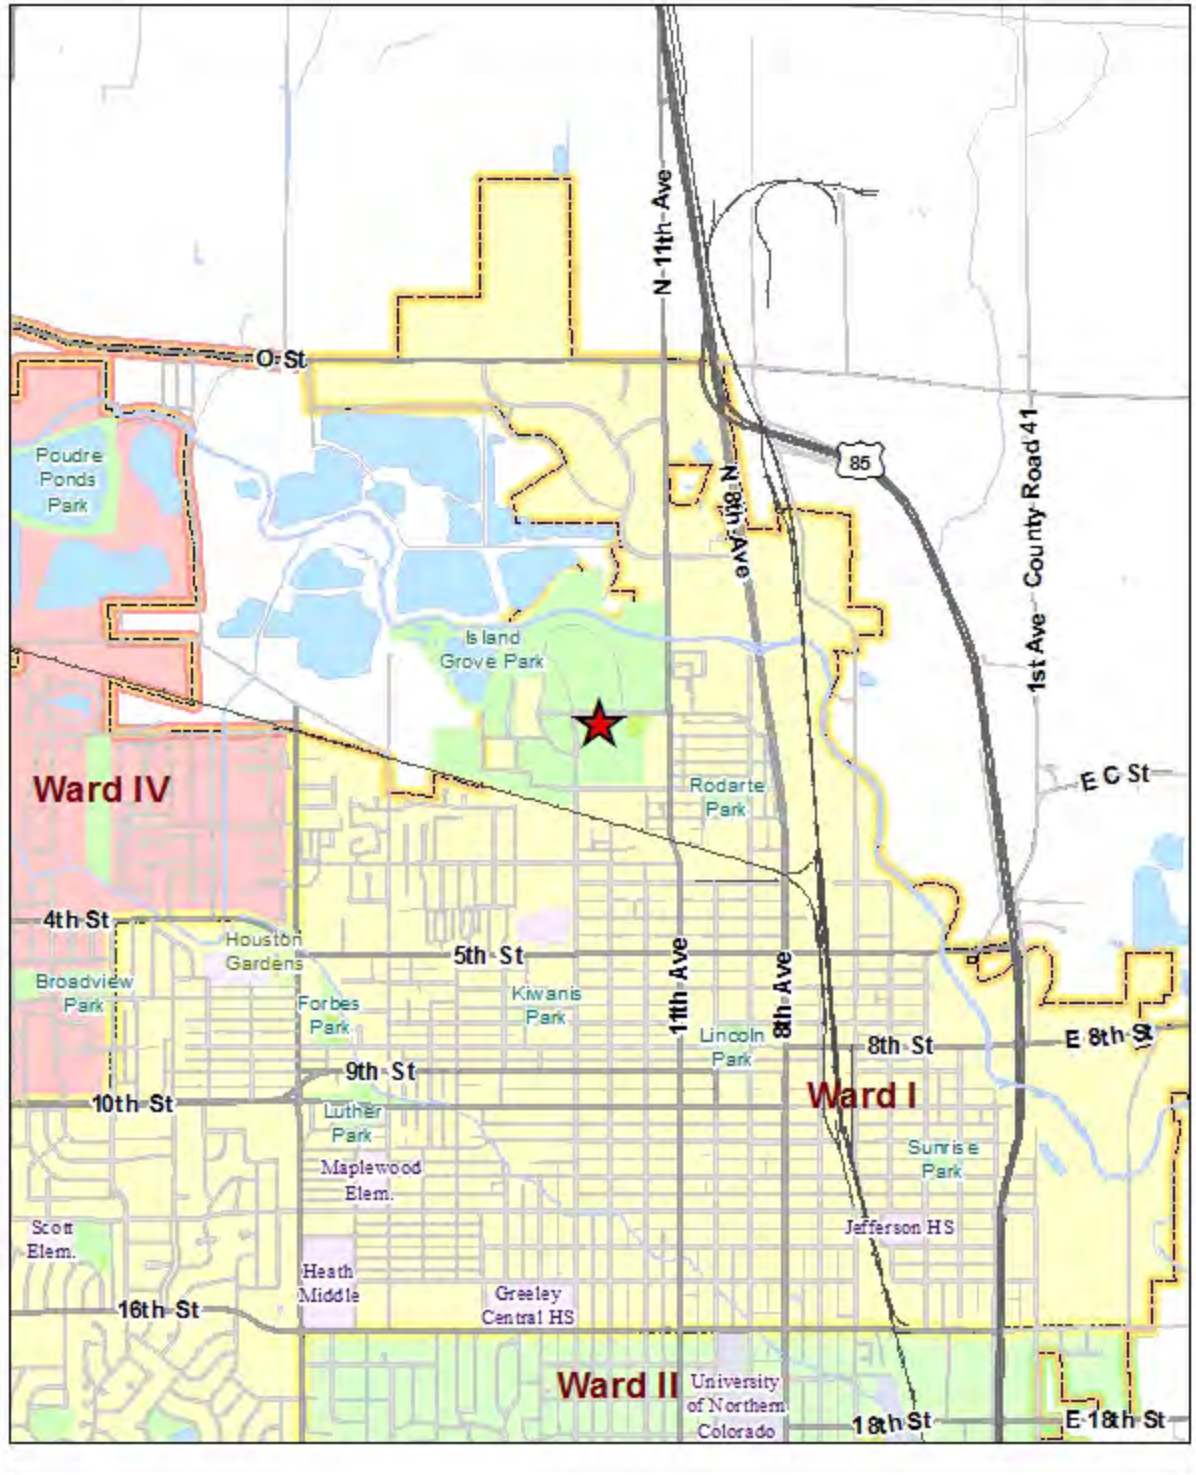 N 11th Ave
O St
85
1st Ave County Road 41
Poudre
Ponds
Park
N 8th Ave
Island
Grove Park
E C St
Ward IV
Rodarte
Park
4th St
Houston
Gardens
5th St
11th Ave
8th Ave
Broadview
Park
Forbes
Park
Kiwanis
Park
Lincoln
Park
8th St
E 8th St
9th St
10th St
Ward I
Luther
Park
Sunrise
Park
Maplewood
Elem.
Scott
Elem.
Jefferson HS
Heath
Middle
Greeley
Central HS
16th St
Ward II
University
of Northern
Colorado
18th St
E 18th St